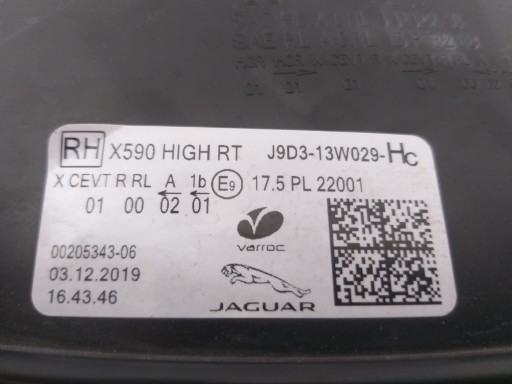 RH X590 HIGH RT J9D3-13W029-Hc
X CEVT R RL A 1b E9 17.5 PL 22001
01 00 02 01
varroc
00205343-06
03.12.2019
16.43.46
JAGUAR